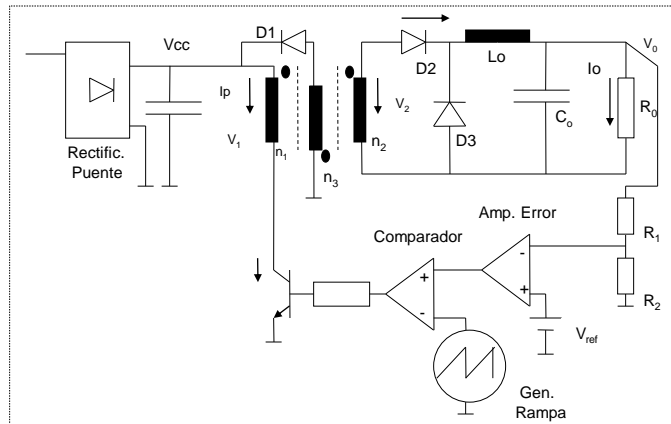 Vcc
D1
D2
Lo
V0
Ip
V1
n1
n3
V2
n2
D3
Co
Io
R0
Rectific.
Puente
Amp. Error
Comparador
R1
R2
-
+
+
-
Vref
Gen.
Rampa